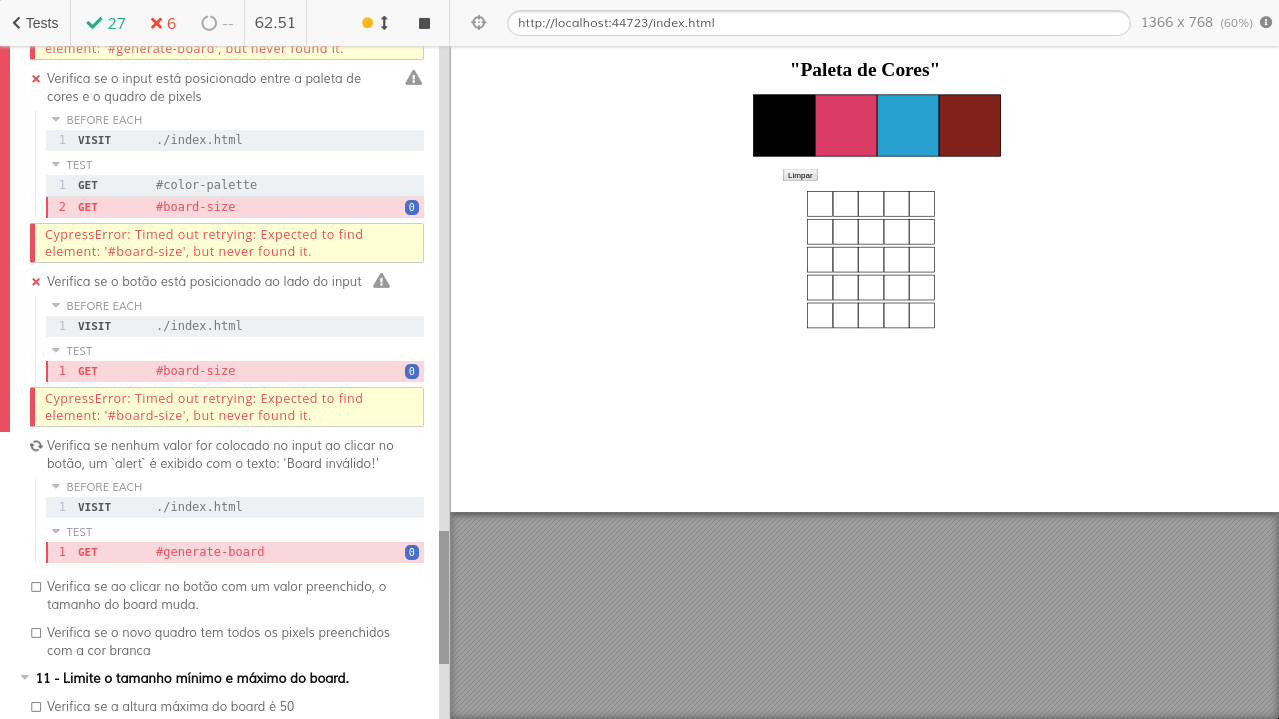 Tests 27 6 -- 62.51 http://localhost:44723/index.html 1366 x 768 (60%)
element: '#generate-board', but never found it.
Verifica se o input está posicionado entre a paleta de
cores e o quadro de pixels
BEFORE EACH
1 VISIT ./index.html
TEST
1 GET #color-palette
2 GET #board-size 0
CypressError: Timed out retrying: Expected to find
element: '#board-size', but never found it.
Verifica se o botão está posicionado ao lado do input
BEFORE EACH
1 VISIT ./index.html
TEST
1 GET #board-size 0
CypressError: Timed out retrying: Expected to find
element: '#board-size', but never found it.
Verifica se nenhum valor for colocado no input ao clicar no
botão, um `alert` é exibido com o texto: 'Board inválido!'
BEFORE EACH
1 VISIT ./index.html
TEST
1 GET #generate-board 0
Verifica se ao clicar no botão com um valor preenchido, o
tamanho do board muda.
Verifica se o novo quadro tem todos os pixels preenchidos
com a cor branca
11 - Limite o tamanho mínimo e máximo do board.
Verifica se a altura máxima do board é 50
"Paleta de Cores"
Limpar